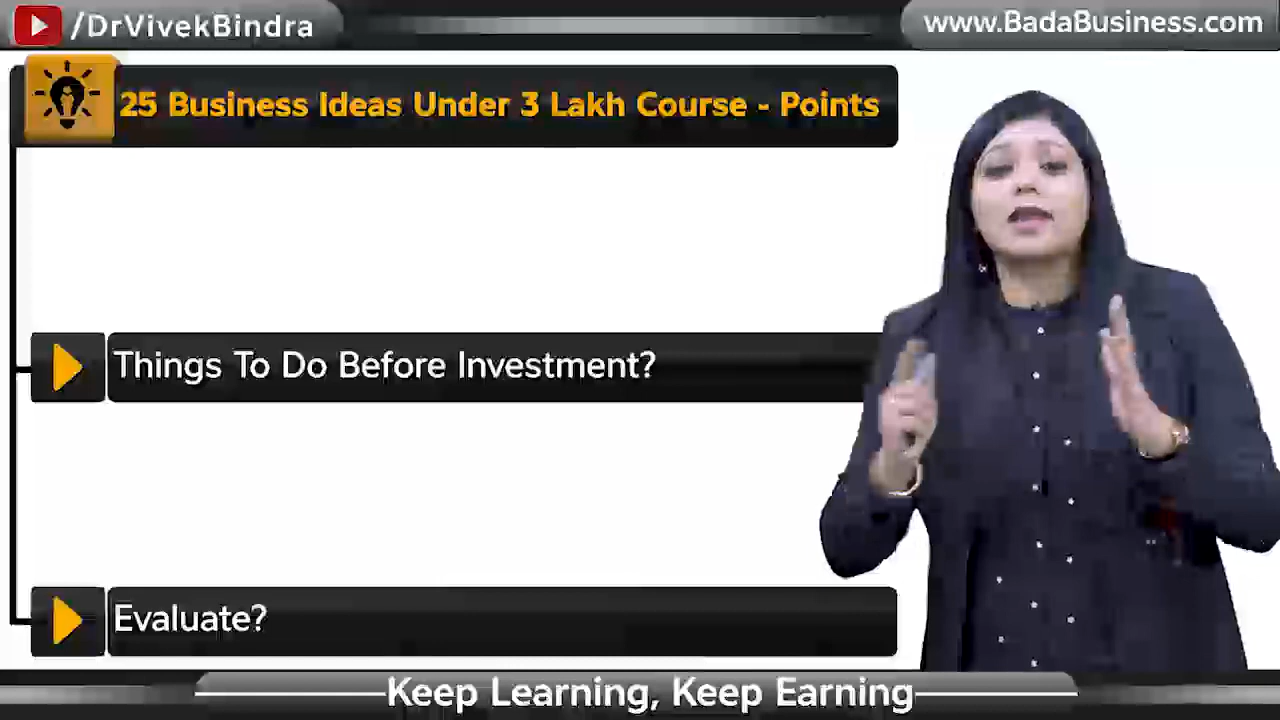 /DrVivekBindra
www.BadaBusiness.com
25 Business Ideas Under 3 Lakh Course - Points
Things To Do Before Investment?
Evaluate?
Keep Learning, Keep Earning